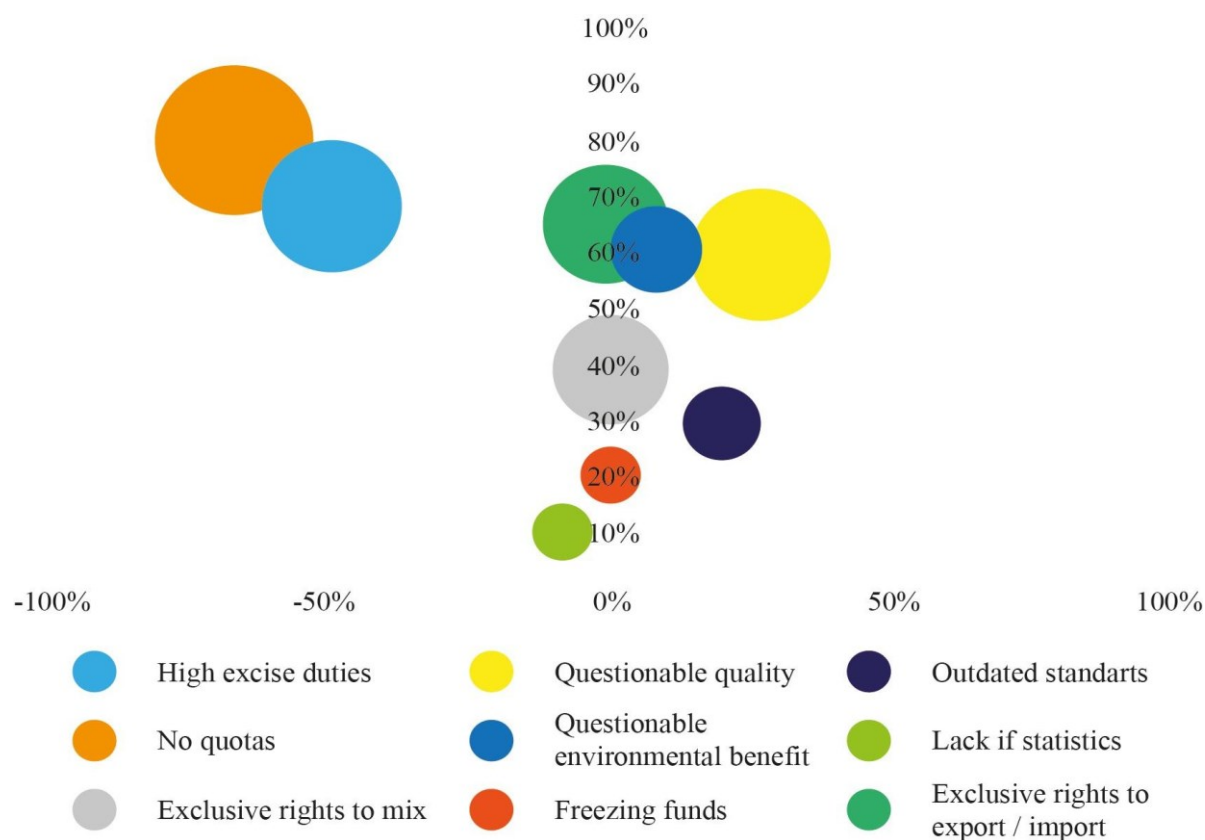 100%
90%
80%
70%
60%
50%
40%
30%
20%
10%
-100% -50% 0% 50% 100%
High excise duties
Questionable quality
Outdated standarts
No quotas
Questionable
environmental benefit
Lack if statistics
Exclusive rights to mix
Freezing funds
Exclusive rights to
export / import